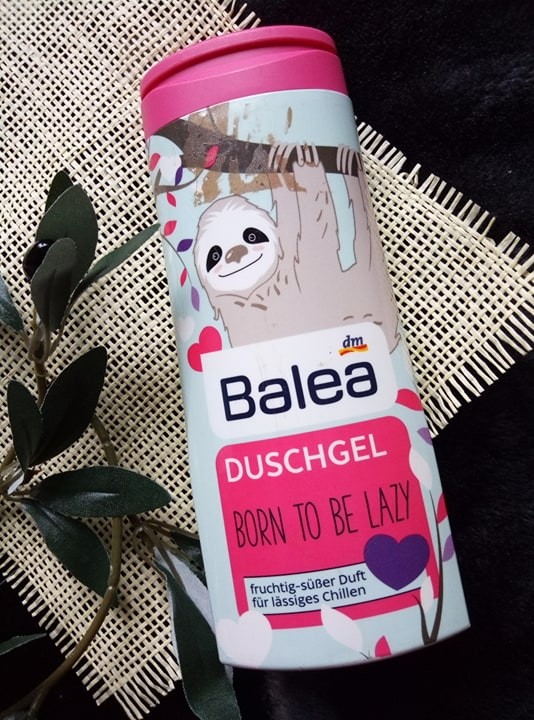 dm
Balea
DUSCHGEL
BORN TO BE LAZY
fruchtig-süßer Duft
für lässiges Chillen